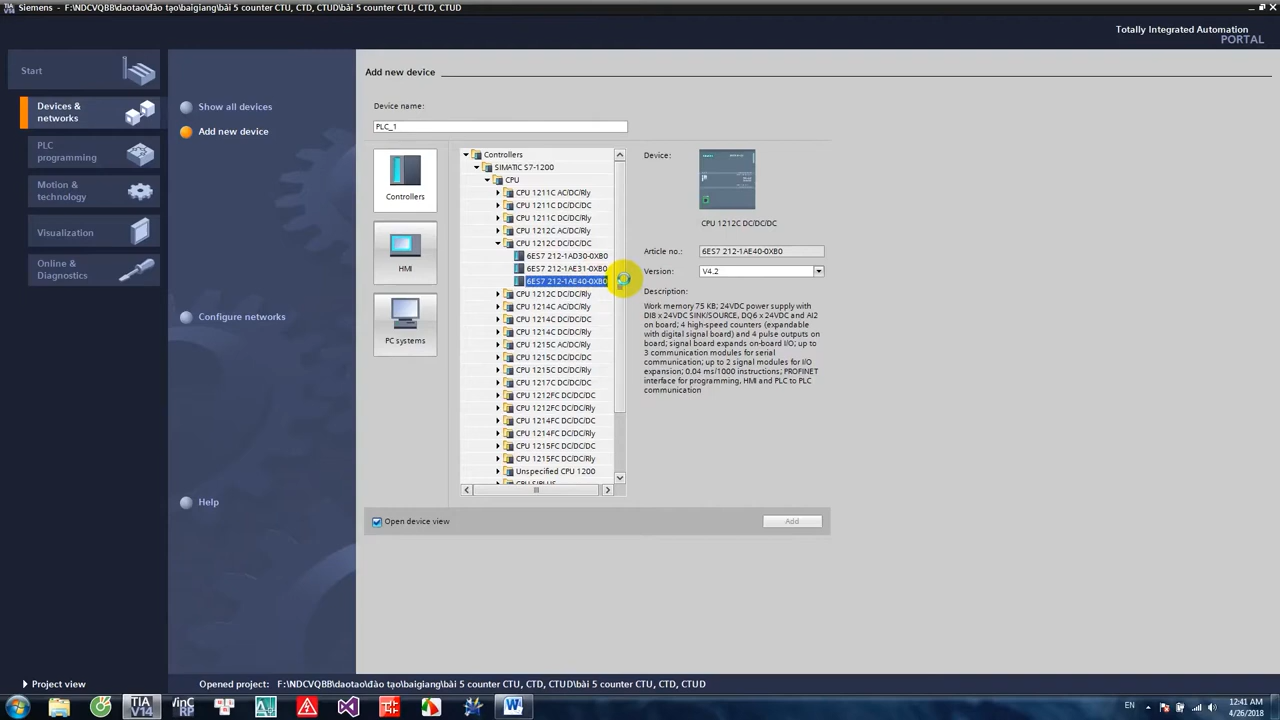 Siemens - F:\NDCVQBB\daotao\đào tạo\baigiang\bài 5 counter CTU, CTD, CTUD\bài 5 counter CTU, CTD, CTUD
Totally Integrated Automation
PORTAL
Start
Devices &
networks
PLC
programming
Motion &
technology
Visualization
Online &
Diagnostics
Show all devices
Add new device
Configure networks
Help
Add new device
Device name:
PLC_1
Controllers
HMI
PC systems
Controllers
SIMATIC S7-1200
CPU
CPU 1211C AC/DC/Rly
CPU 1211C DC/DC/DC
CPU 1211C DC/DC/Rly
CPU 1212C AC/DC/Rly
CPU 1212C DC/DC/DC
6ES7 212-1AD30-0XB0
6ES7 212-1AE31-0XB0
6ES7 212-1AE40-0XB0
CPU 1212C DC/DC/Rly
CPU 1214C AC/DC/Rly
CPU 1214C DC/DC/DC
CPU 1214C DC/DC/Rly
CPU 1215C AC/DC/Rly
CPU 1215C DC/DC/DC
CPU 1215C DC/DC/Rly
CPU 1217C DC/DC/DC
CPU 1212FC DC/DC/DC
CPU 1212FC DC/DC/Rly
CPU 1214FC DC/DC/DC
CPU 1214FC DC/DC/Rly
CPU 1215FC DC/DC/DC
CPU 1215FC DC/DC/Rly
Unspecified CPU 1200
CPU SIPLUS
Device:
CPU 1212C DC/DC/DC
Article no.:
6ES7 212-1AE40-0XB0
Version:
V4.2
Description:
Work memory 75 KB; 24VDC power supply with
DI8 x 24VDC SINK/SOURCE, DQ6 x 24VDC and AI2
on board; 4 high-speed counters (expandable
with digital signal board) and 4 pulse outputs on
board; signal board expands on-board I/O; up to
3 communication modules for serial
communication; up to 2 signal modules for I/O
expansion; 0.04 ms/1000 instructions; PROFINET
interface for programming, HMI and PLC to PLC
communication
Open device view
Add
Project view
Opened project: F:\NDCVQBB\daotao\đào tạo\baigiang\bài 5 counter CTU, CTD, CTUD\bài 5 counter CTU, CTD, CTUD
TIA
V14
WinC
RP
EN
12:41 AM
4/26/2018